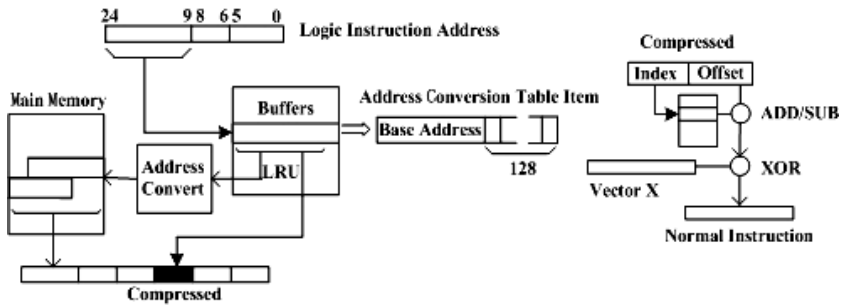 24 9 8 6 5 0
Logic Instruction Address
Compressed
Index Offset
Main Memory
Buffers
Address Conversion Table Item
ADD/SUB
Base Address
Address
Convert
LRU
128
XOR
Vector X
Normal Instruction
Compressed